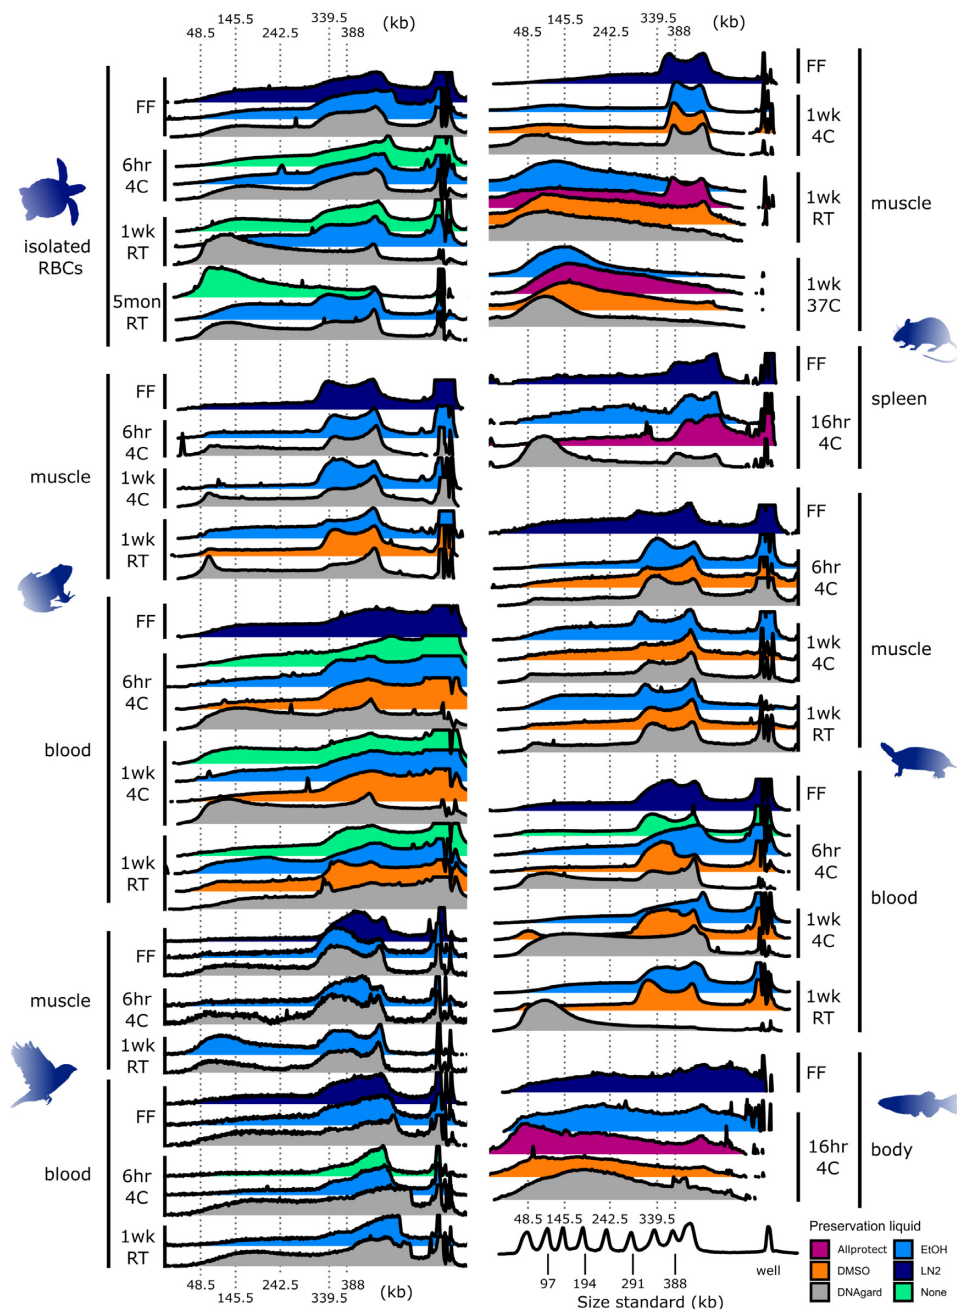 145.5 339.5 (kb)
48.5 242.5 388
FF
6hr
4C
isolated
RBCs
1wk
RT
5mon
RT
FF
6hr
4C
muscle
1wk
4C
1wk
RT
FF
6hr
4C
blood
1wk
4C
1wk
RT
FF
muscle
6hr
4C
1wk
RT
FF
6hr
4C
blood
1wk
RT
48.5 242.5 388 (kb)
145.5 339.5
145.5 339.5 (kb)
48.5 242.5 388
FF
1wk
4C
1wk
RT
muscle
1wk
37C
FF
spleen
16hr
4C
FF
6hr
4C
1wk
4C
muscle
1wk
RT
FF
6hr
4C
blood
1wk
4C
1wk
RT
FF
16hr
4C
body
48.5 145.5 242.5 339.5
well
97 194 291 388
Size standard (kb)
Preservation liquid
Allprotect EtOH
DMSO LN2
DNAgard None